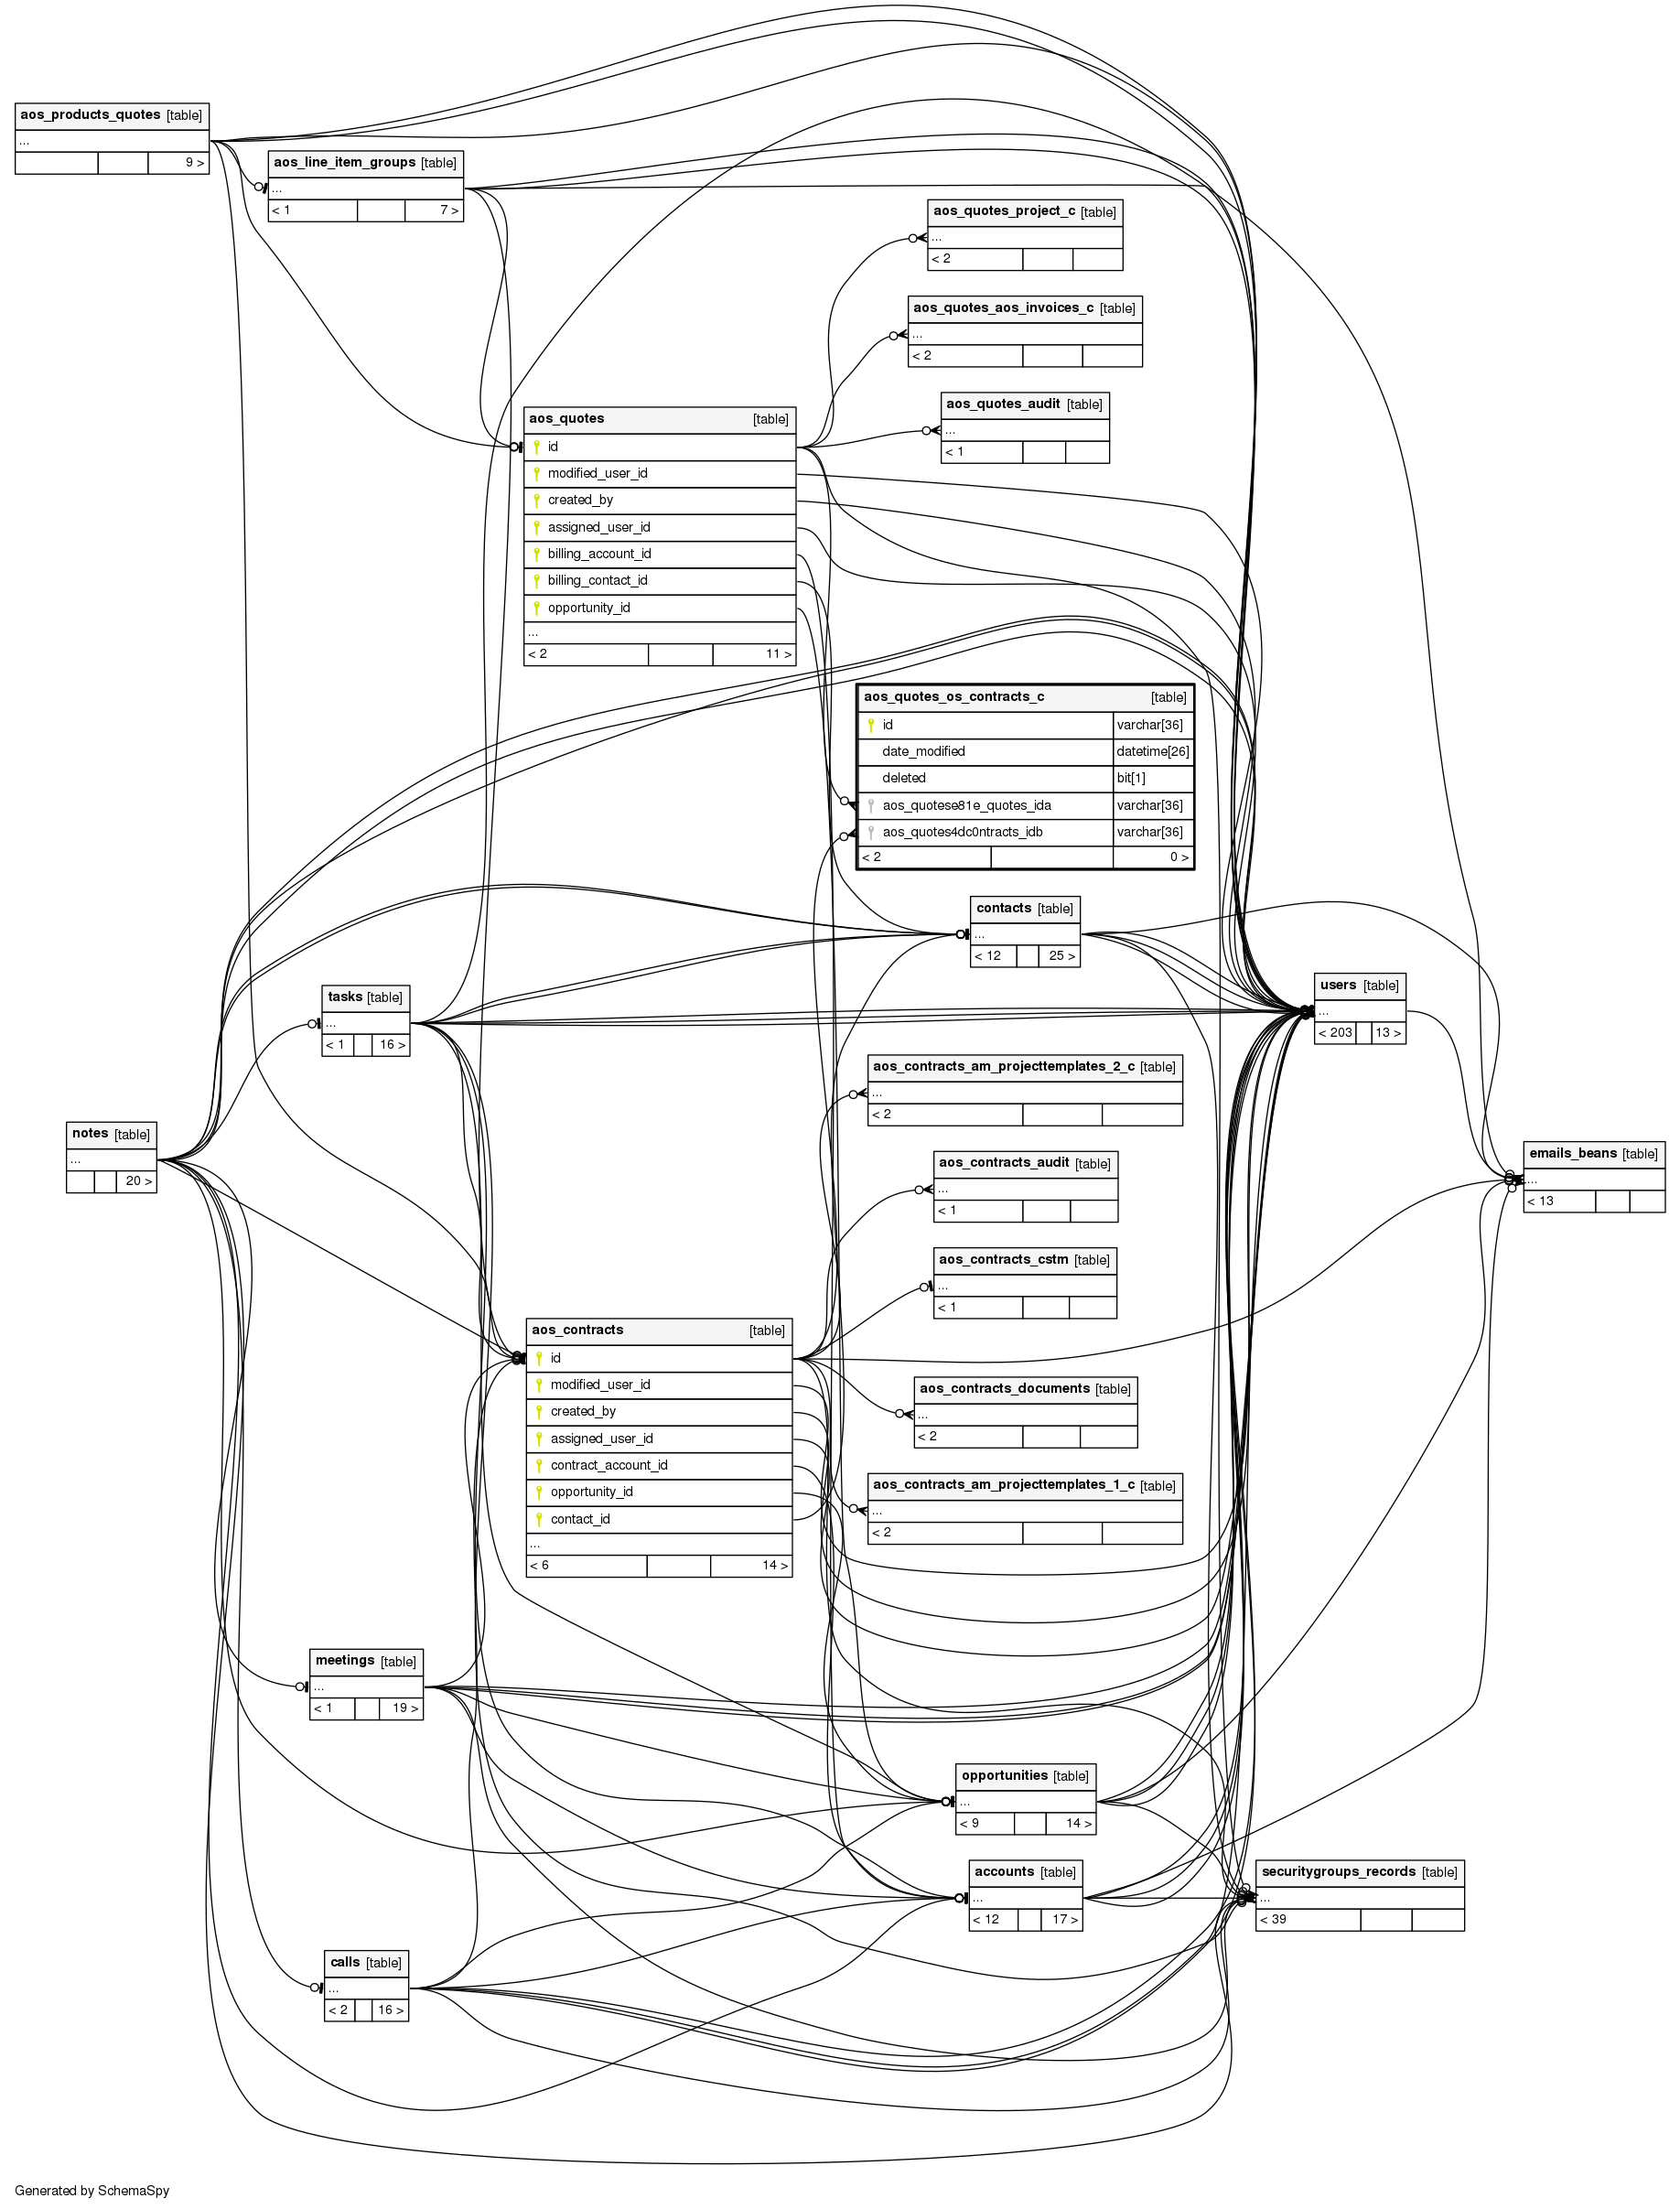 aos_products_quotes [table]
...
9 >
aos_line_item_groups [table]
...
< 1 7 >
aos_quotes_project_c [table]
...
< 2
aos_quotes_aos_invoices_c [table]
...
< 2
aos_quotes_audit [table]
...
< 1
aos_quotes [table]
id
modified_user_id
created_by
assigned_user_id
billing_account_id
billing_contact_id
opportunity_id
...
< 2 11 >
aos_quotes_os_contracts_c [table]
id varchar[36]
date_modified datetime[26]
deleted bit[1]
aos_quotese81e_quotes_ida varchar[36]
aos_quotes4dc0ntracts_idb varchar[36]
< 2 0 >
contacts [table]
...
< 12 25 >
users [table]
...
< 203 13 >
tasks [table]
...
< 1 16 >
aos_contracts_am_projecttemplates_2_c [table]
...
< 2
notes [table]
...
20 >
emails_beans [table]
...
< 13
aos_contracts_audit [table]
...
< 1
aos_contracts_cstm [table]
...
< 1
aos_contracts [table]
id
modified_user_id
created_by
assigned_user_id
contract_account_id
opportunity_id
contact_id
...
< 6 14 >
aos_contracts_documents [table]
...
< 2
aos_contracts_am_projecttemplates_1_c [table]
...
< 2
meetings [table]
...
< 1 19 >
opportunities [table]
...
< 9 14 >
accounts [table]
...
< 12 17 >
securitygroups_records [table]
...
< 39
calls [table]
...
< 2 16 >
Generated by SchemaSpy